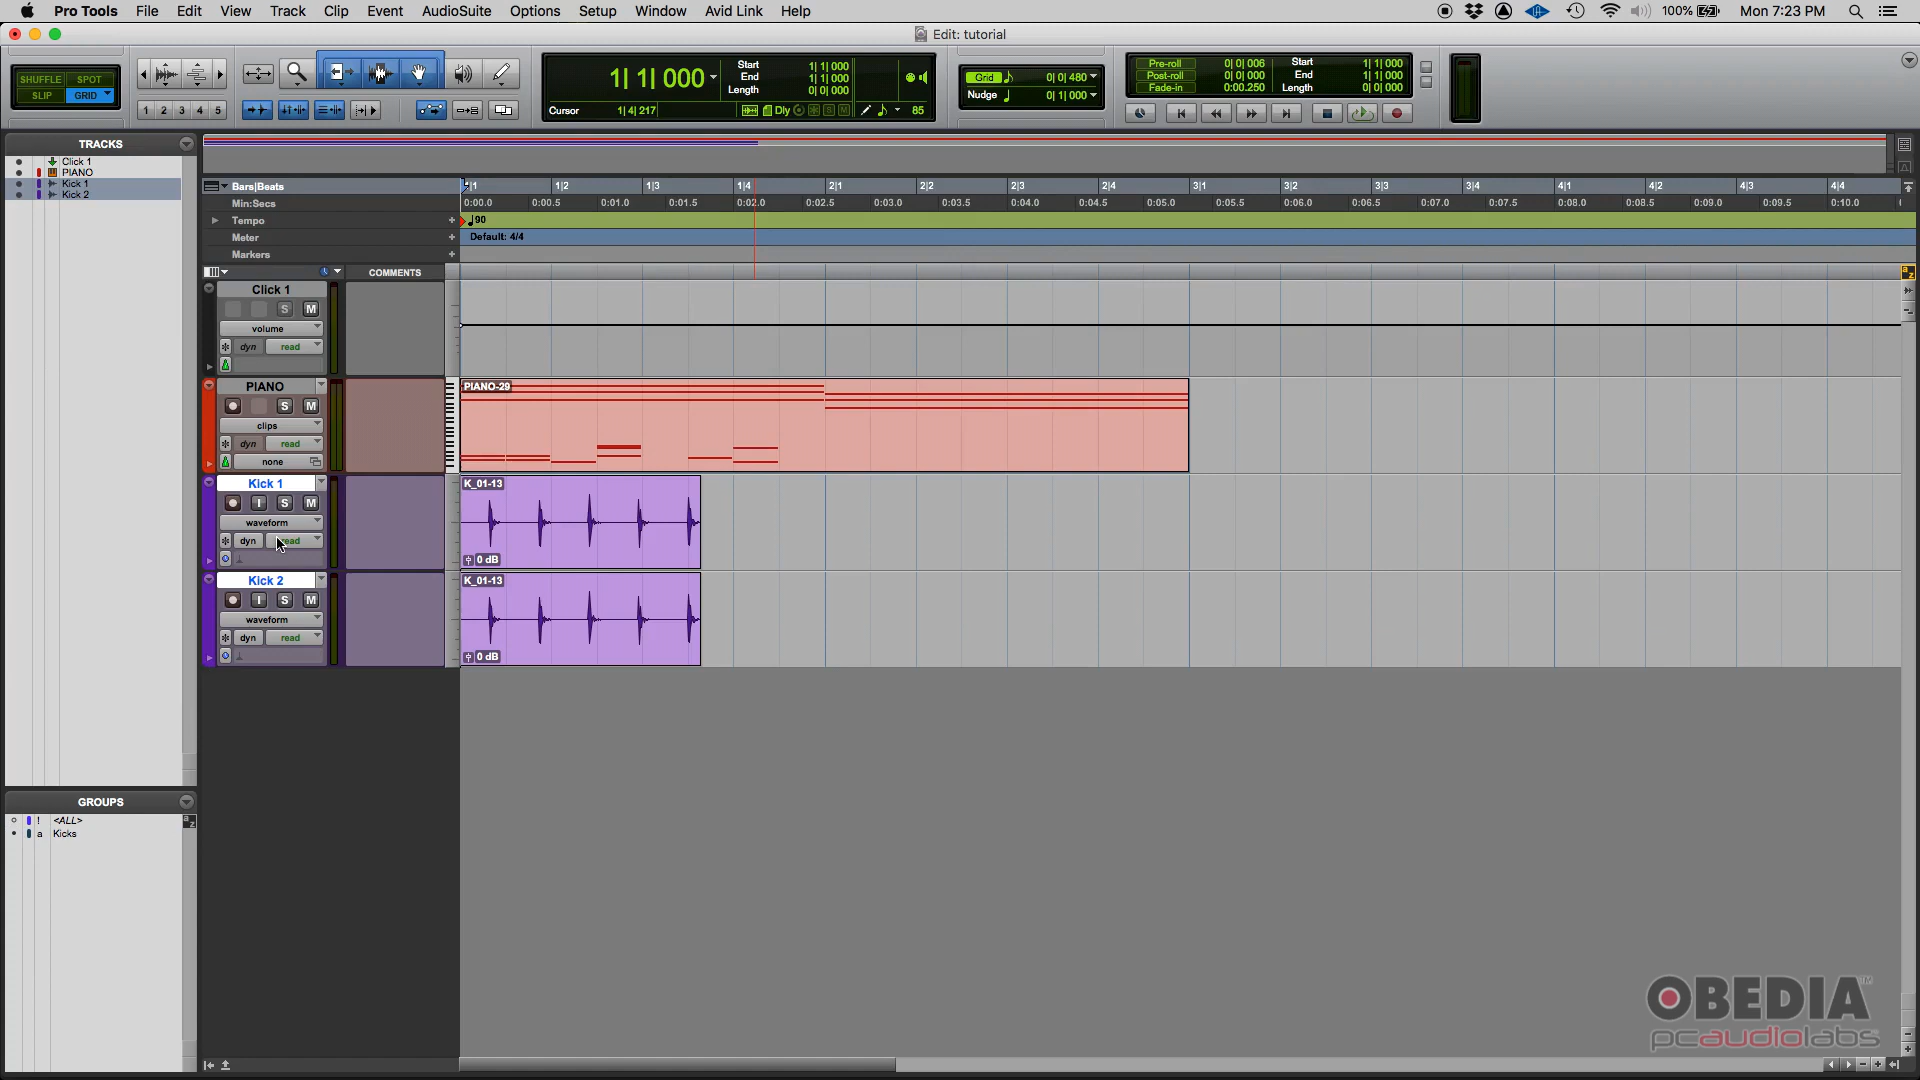 Pro Tools File Edit View Track Clip Event AudioSuite Options Setup Window Avid Link Help 100% Mon 7:23 PM
Edit: tutorial
SHUFFLE SPOT
SLIP GRID
1 2 3 4 5
1| 1| 000
Start 1| 1| 000
End 1| 1| 000
Length 0| 0| 000
Cursor 1| 4| 217 Dly S M 85
Grid 0| 0| 480
Nudge 0| 1| 000
Pre-roll 0| 0| 006 Start 1| 1| 000
Post-roll 0| 0| 000 End 1| 1| 000
Fade-in 0:00.250 Length 0| 0| 000
TRACKS
Click 1
PIANO
Kick 1
Kick 2
Bars|Beats 1 1|2 1|3 1|4 2|1 2|2 2|3 2|4 3|1 3|2 3|3 3|4 4|1 4|2 4|3 4|4
Min:Secs 0:00.0 0:00.5 0:01.0 0:01.5 0:02.0 0:02.5 0:03.0 0:03.5 0:04.0 0:04.5 0:05.0 0:05.5 0:06.0 0:06.5 0:07.0 0:07.5 0:08.0 0:08.5 0:09.0 0:09.5 0:10.0
Tempo + 90
Meter + Default: 4/4
Markers +
COMMENTS
a z
Click 1
S M
volume
dyn read
PIANO
S M
clips
dyn read
none
PIANO-29
Kick 1
I S M
waveform
dyn read
K_01-13
0 dB
Kick 2
I S M
waveform
dyn read
K_01-13
0 dB
GROUPS
! <ALL>
a z
a Kicks
OBEDIA™
pcaudiolabs